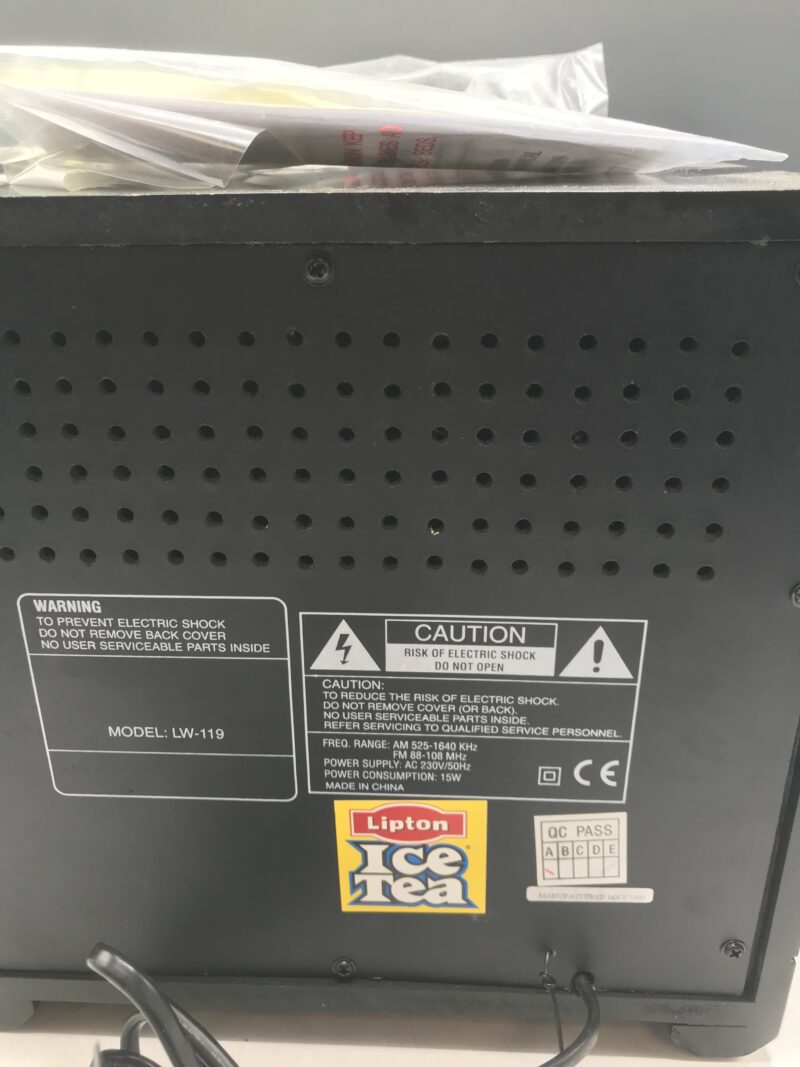 WARNING
TO PREVENT ELECTRIC SHOCK
DO NOT REMOVE BACK COVER
NO USER SERVICEABLE PARTS INSIDE
MODEL: LW-119
CAUTION
RISK OF ELECTRIC SHOCK
DO NOT OPEN
CAUTION:
TO REDUCE THE RISK OF ELECTRIC SHOCK.
DO NOT REMOVE COVER (OR BACK).
NO USER SERVICEABLE PARTS INSIDE.
REFER SERVICING TO QUALIFIED SERVICE PERSONNEL.
FREQ. RANGE: AM 525-1640 KHz
FM 88-108 MHz
POWER SUPPLY: AC 230V/50Hz
POWER CONSUMPTION: 15W
MADE IN CHINA
CE
Lipton
Ice
Tea
®
QC PASS
A B C D E
MANUFACTURED MAY